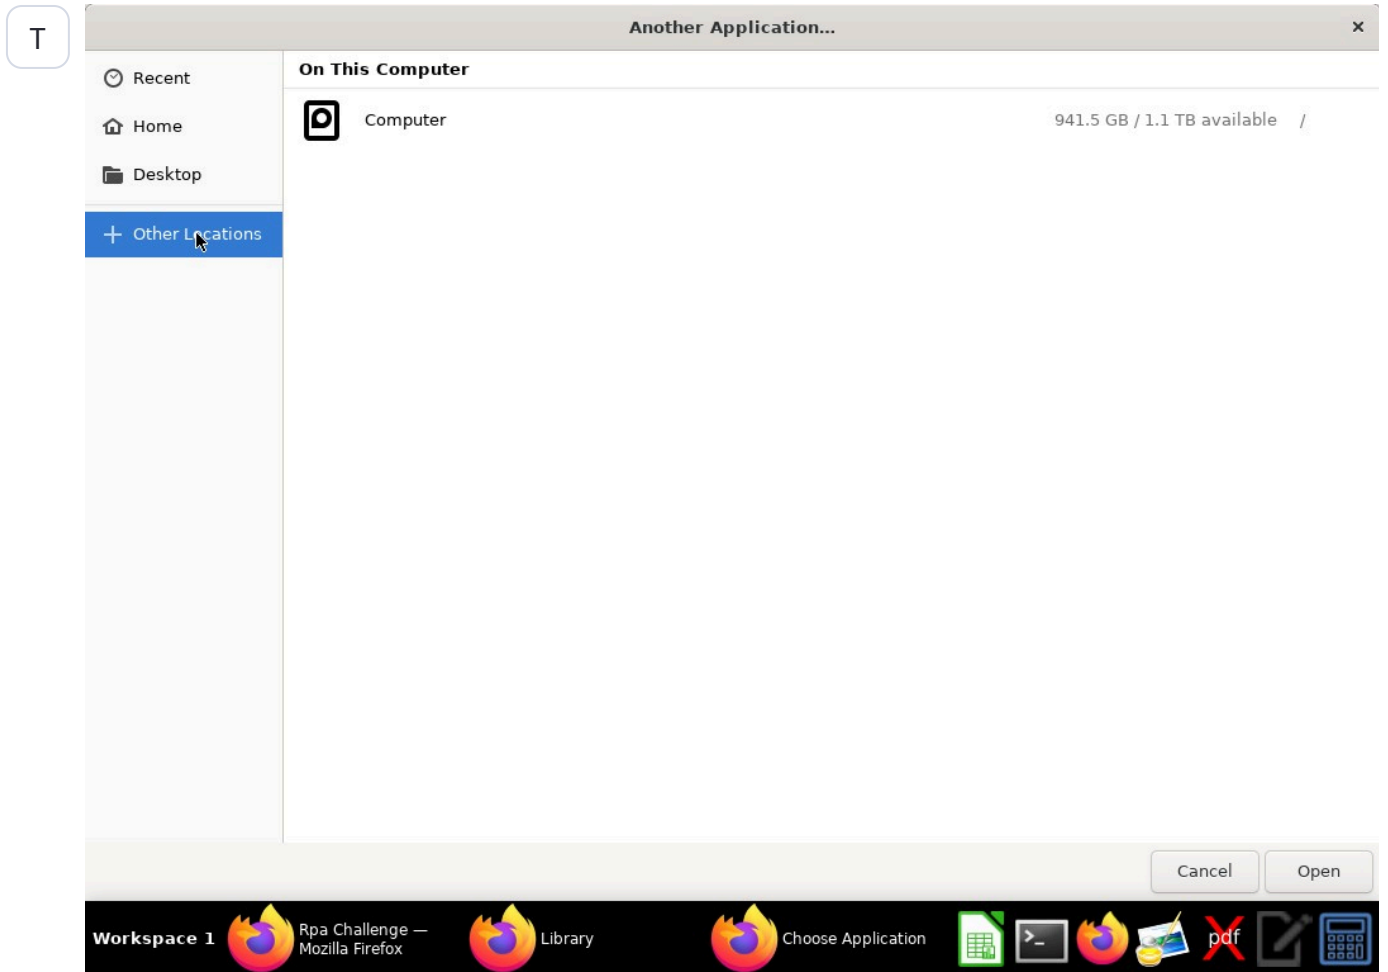 T
Another Application...
Recent
Home
Desktop
Other Locations
On This Computer
Computer 941.5 GB / 1.1 TB available /
Cancel Open
Workspace 1
Rpa Challenge —
Mozilla Firefox
Library
Choose Application
pdf